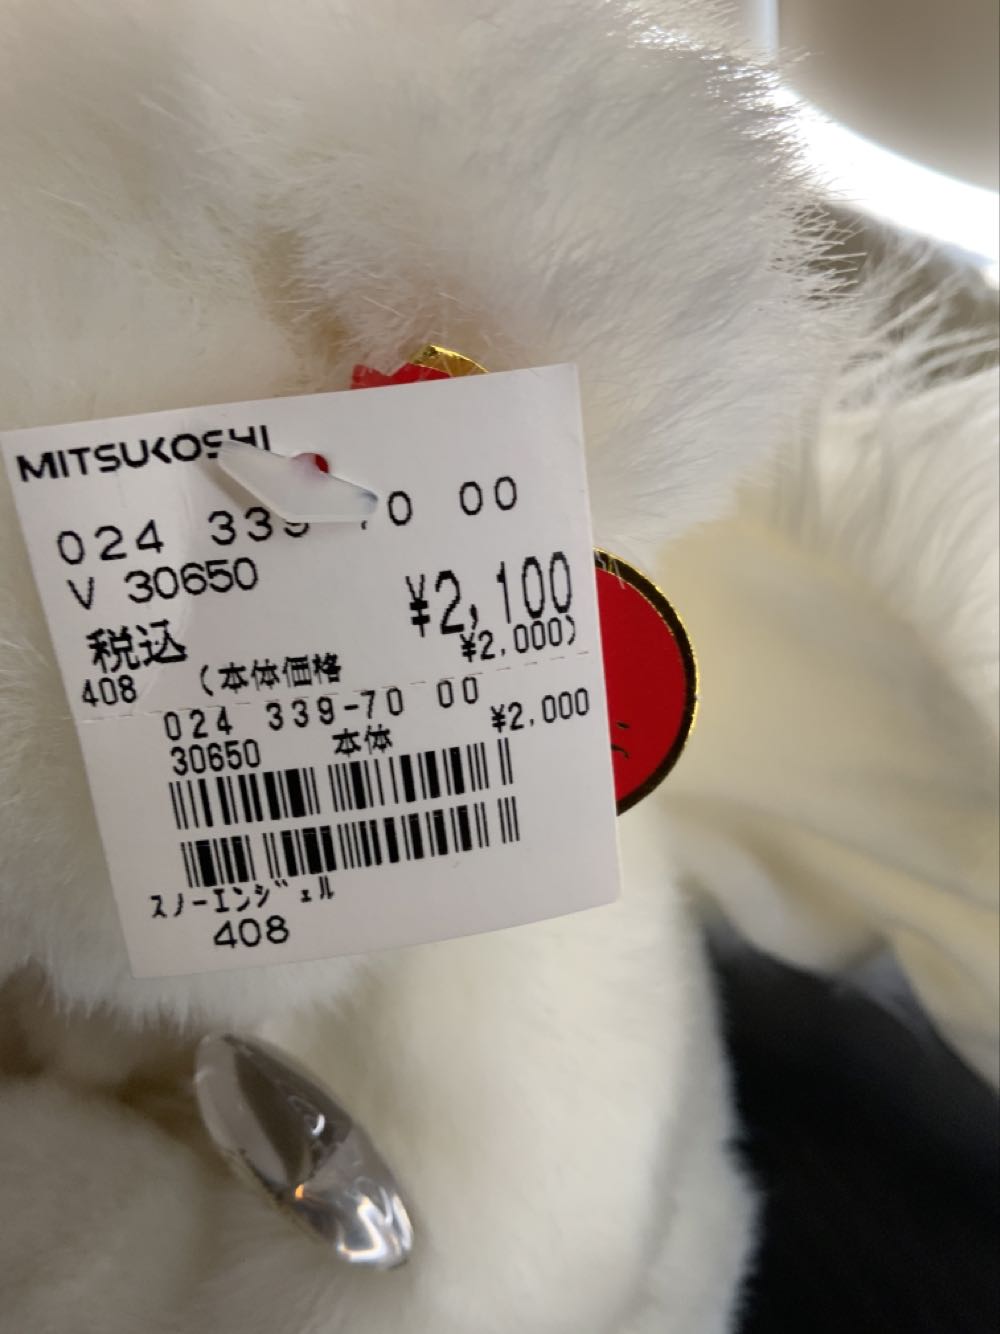 MITSUKOSHI
024 339-70 00
V 30650
¥2,100
税込
408 (本体価格 ¥2,000)
024 339-70 00
30650 本体 ¥2,000
スノーエンジェル
408